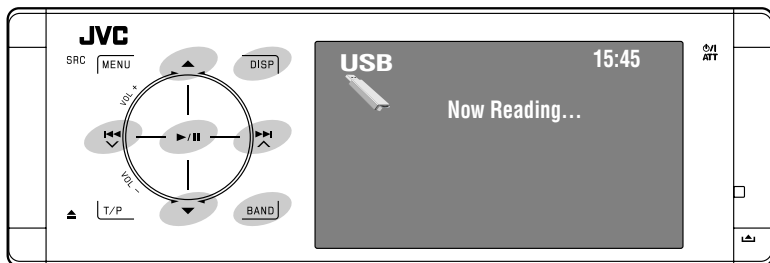 JVC
SRC
MENU
DISP
VOL +
VOL –
T/P
BAND
USB
15:45
Now Reading...
ATT